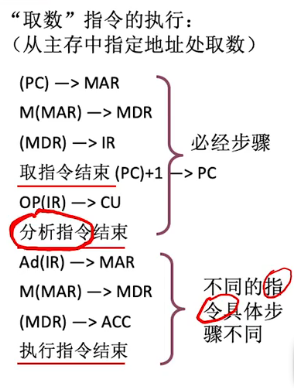 “取数”指令的执行：
（从主存中指定地址处取数）
(PC) —> MAR
M(MAR) —> MDR
(MDR) —> IR
取指令结束 (PC)+1 —> PC
OP(IR) —> CU
分析指令结束
必经步骤
Ad(IR) —> MAR
M(MAR) —> MDR
(MDR) —> ACC
执行指令结束
不同的指
令具体步
骤不同